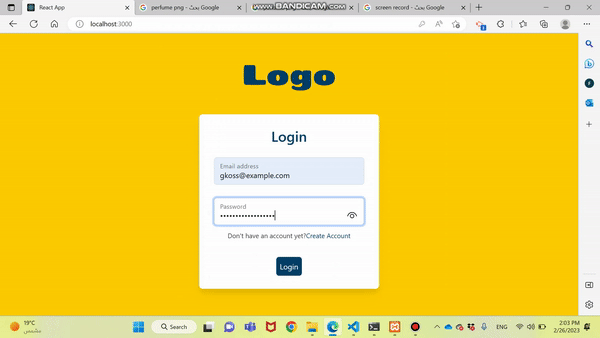 React App
perfume png - بحث Google
www.BANDICAM.COM
screen record - بحث Google
localhost:3000
Logo
Login
Email address
gkoss@example.com
Password
Don't have an account yet?Create Account
Login
19°C
مشمس
Search
ENG
2:03 PM
2/26/2023